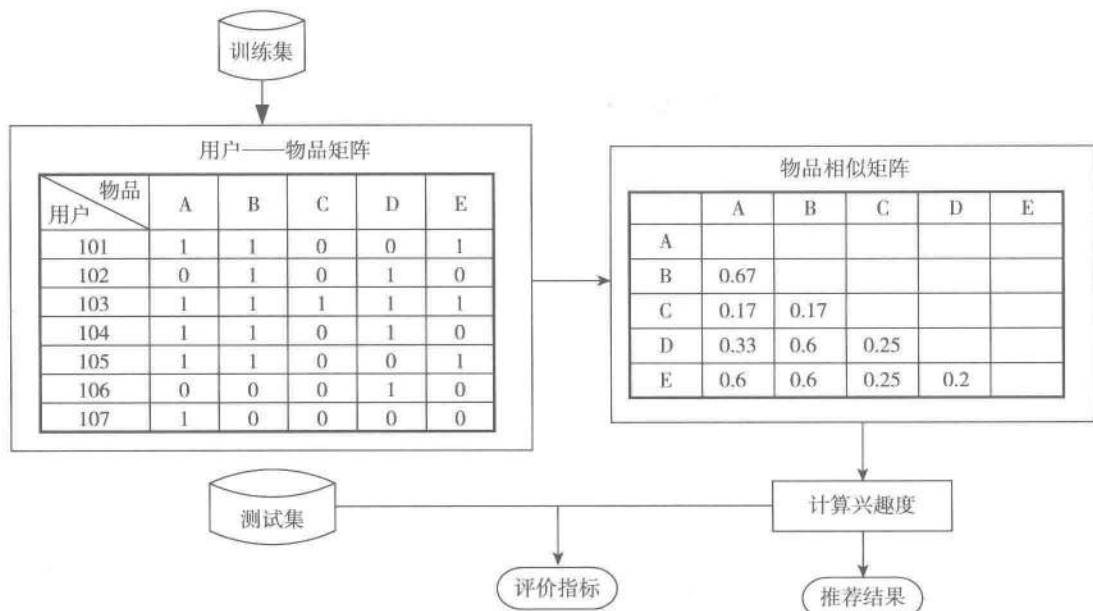 训练集
用户——物品矩阵
物品
用户 A B C D E
101 1 1 0 0 1
102 0 1 0 1 0
103 1 1 1 1 1
104 1 1 0 1 0
105 1 1 0 0 1
106 0 0 0 1 0
107 1 0 0 0 0
物品相似矩阵
A B C D E
A
B 0.67
C 0.17 0.17
D 0.33 0.6 0.25
E 0.6 0.6 0.25 0.2
测试集
计算兴趣度
评价指标
推荐结果